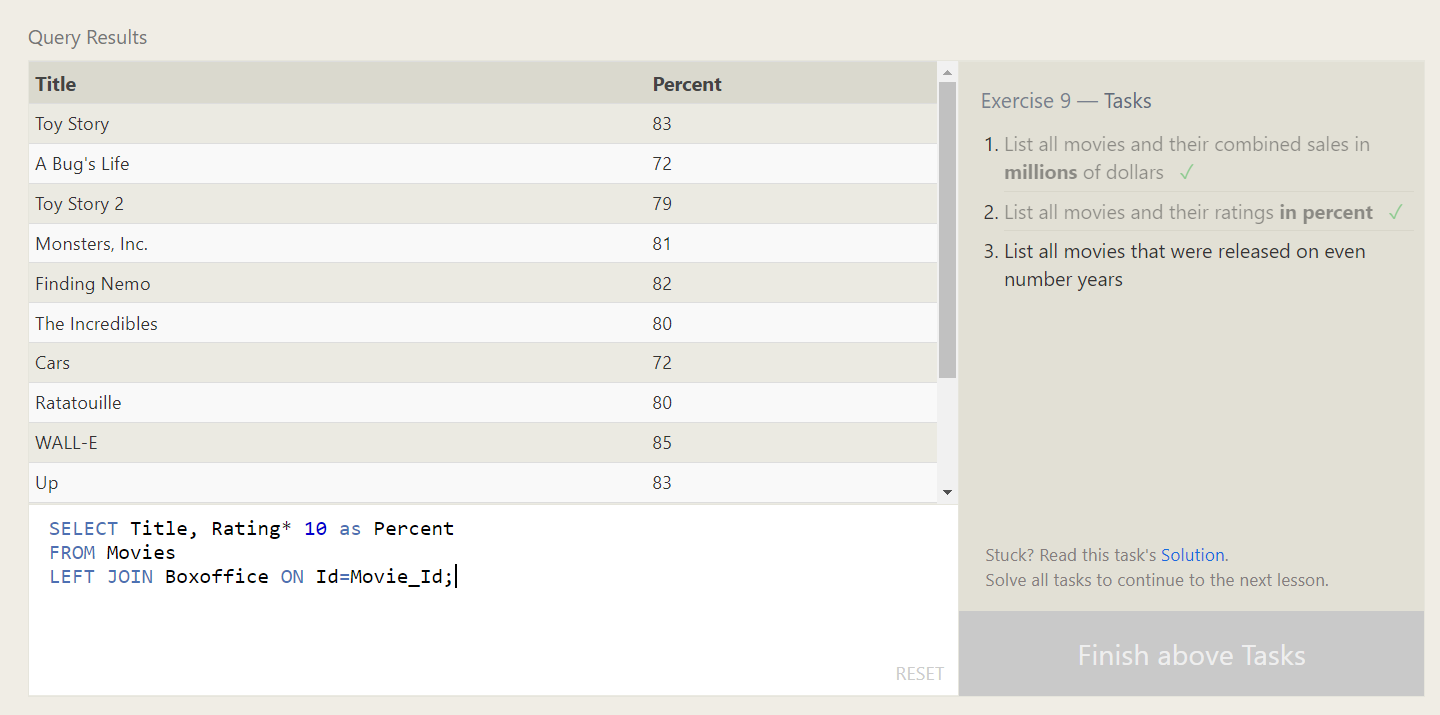 Query Results
Title Percent
Toy Story 83
A Bug's Life 72
Toy Story 2 79
Monsters, Inc. 81
Finding Nemo 82
The Incredibles 80
Cars 72
Ratatouille 80
WALL-E 85
Up 83
SELECT Title, Rating* 10 as Percent
FROM Movies
LEFT JOIN Boxoffice ON Id=Movie_Id;
RESET
Exercise 9 — Tasks
1. List all movies and their combined sales in
millions of dollars ✓
2. List all movies and their ratings in percent ✓
3. List all movies that were released on even
number years
Stuck? Read this task's Solution.
Solve all tasks to continue to the next lesson.
Finish above Tasks